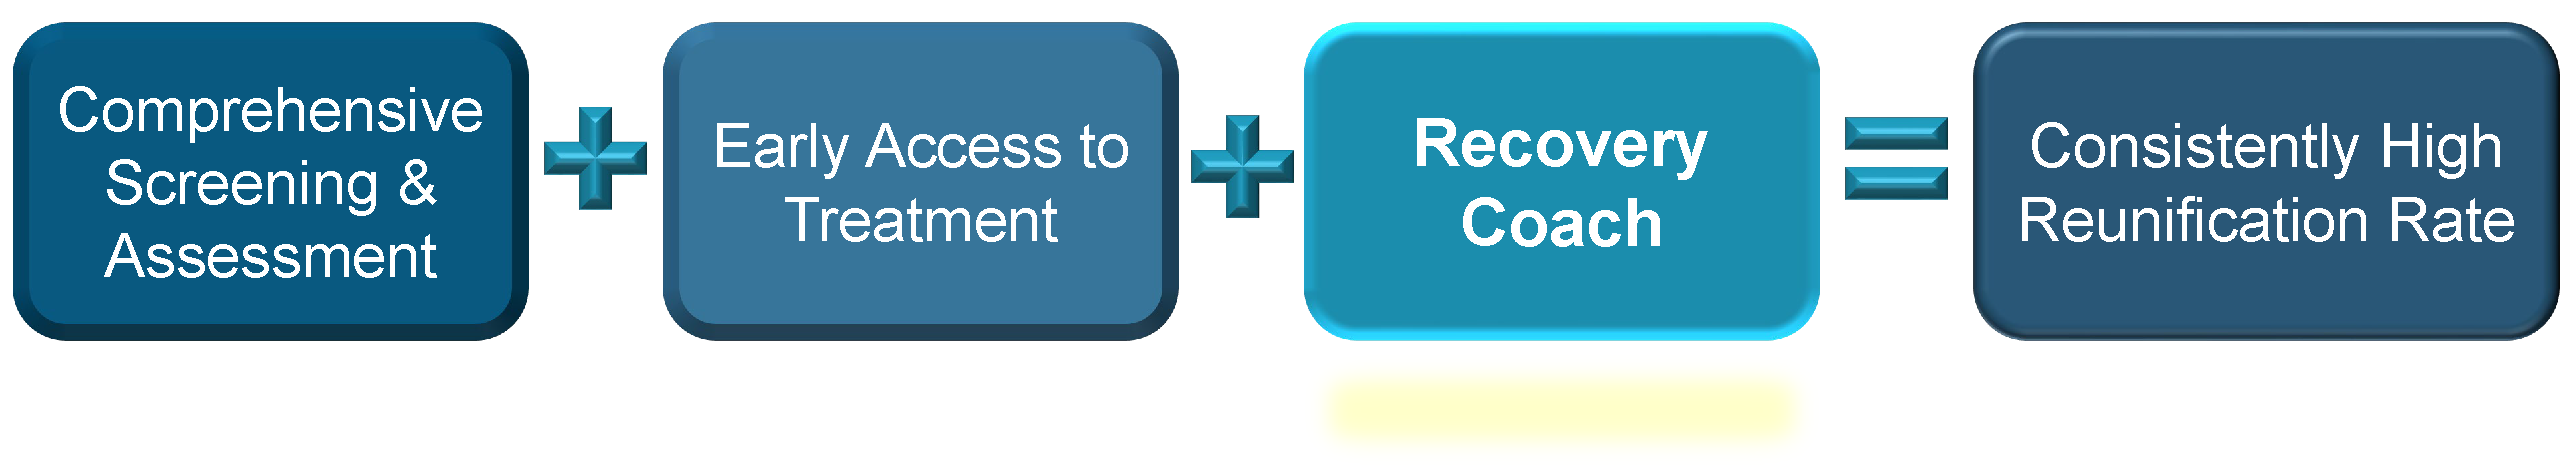 Comprehensive
Screening &
Assessment
Early Access to
Treatment
Recovery
Coach
Consistently High
Reunification Rate